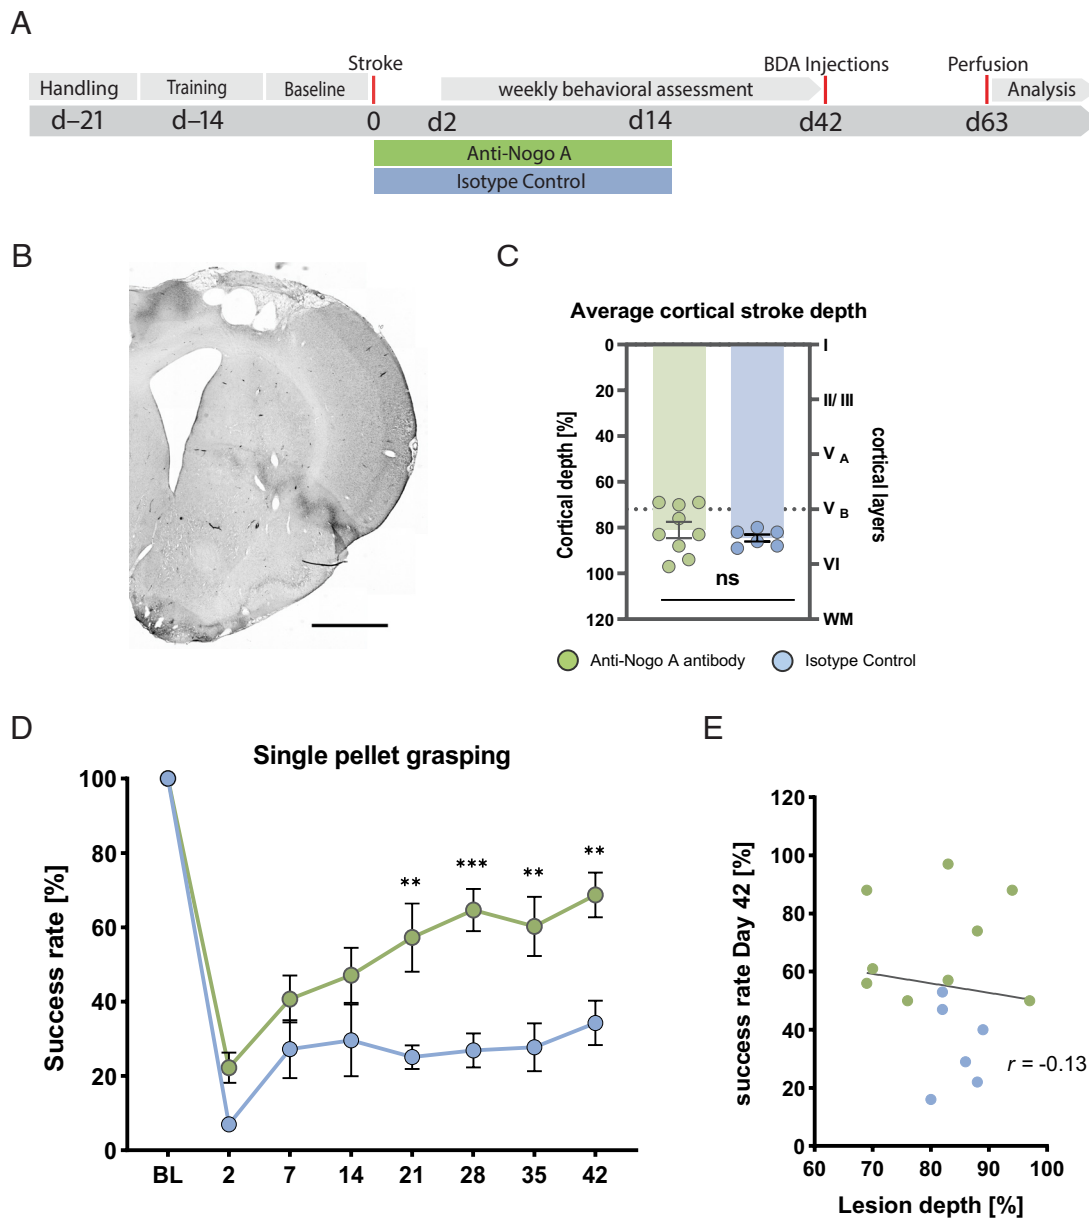 A
Stroke
BDA Injections
Perfusion
Handling
Training
Baseline
weekly behavioral assessment
Analysis
d–21
d–14
0
d2
d14
d42
d63
Anti-Nogo A
Isotype Control
B
C
Average cortical stroke depth
Cortical depth [%]
0
20
40
60
80
100
120
I
II/ III
V A
V B
VI
WM
cortical layers
ns
Anti-Nogo A antibody
Isotype Control
D
Single pellet grasping
Success rate [%]
100
80
60
40
20
0
**
***
**
**
BL
2
7
14
21
28
35
42
E
success rate Day 42 [%]
120
100
80
60
40
20
0
r = -0.13
60
70
80
90
100
Lesion depth [%]